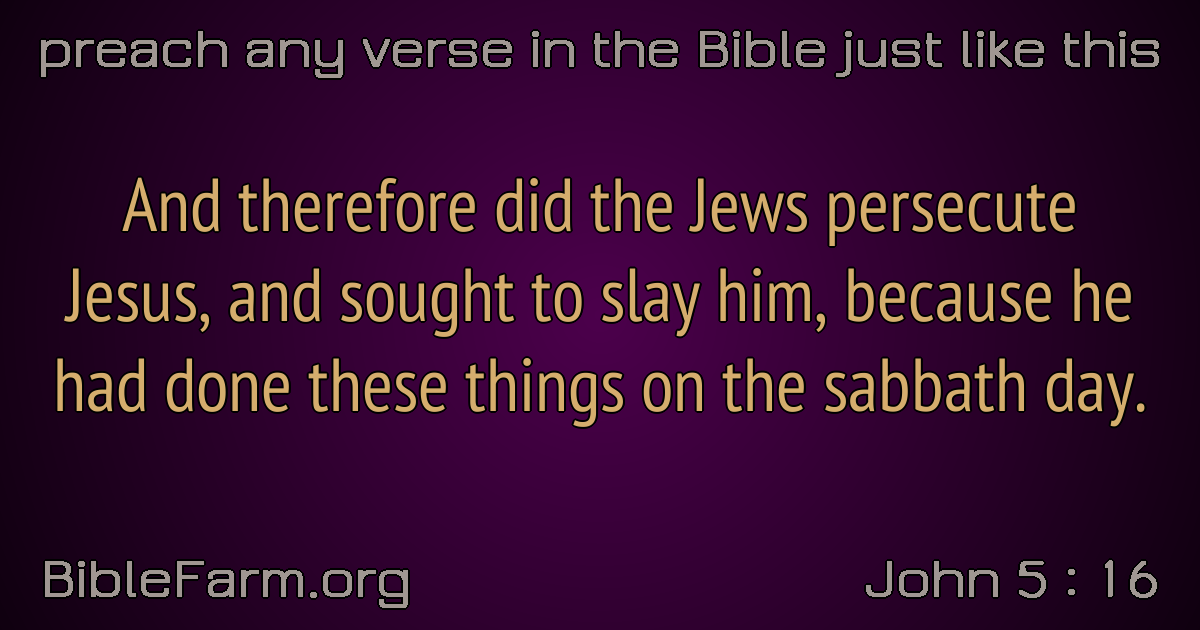 preach any verse in the Bible just like this
And therefore did the Jews persecute
Jesus, and sought to slay him, because he
had done these things on the sabbath day.
BibleFarm.org
John 5 : 16